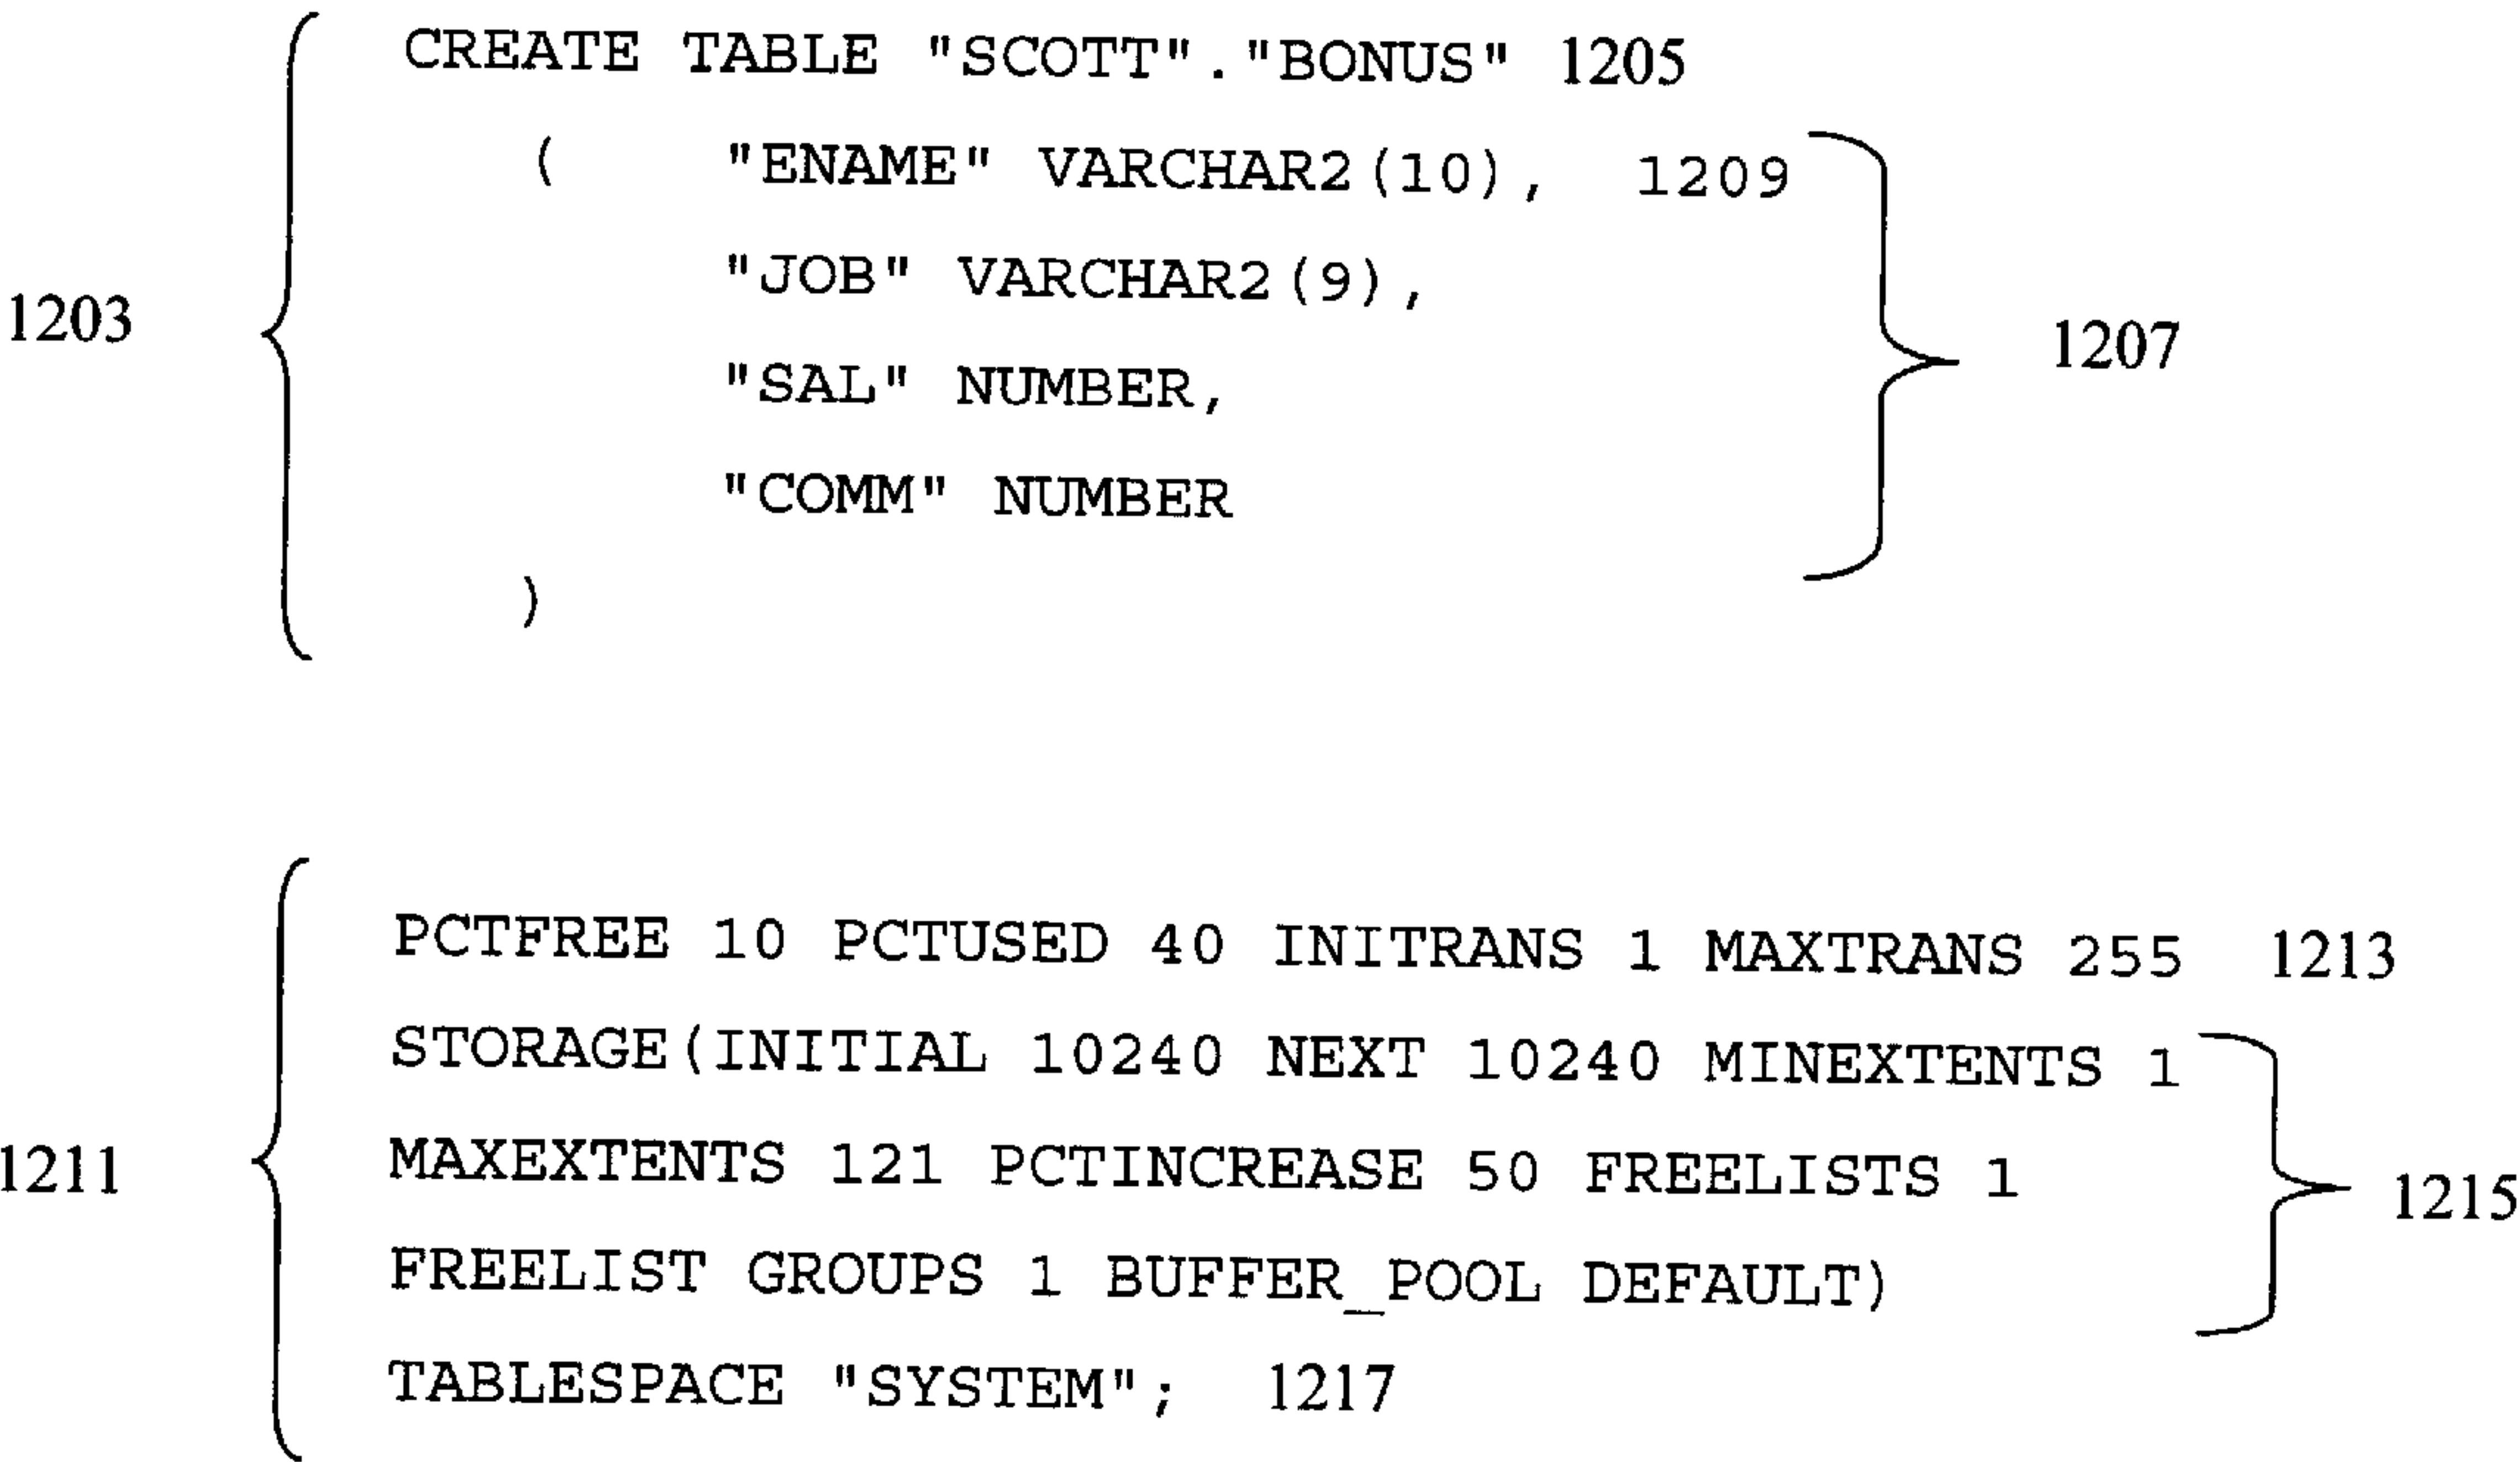 CREATE TABLE "SCOTT"."BONUS" 1205
( "ENAME" VARCHAR2(10), 1209
"JOB" VARCHAR2(9),
1203
"SAL" NUMBER,
1207
"COMM" NUMBER
)
PCTFREE 10 PCTUSED 40 INITRANS 1 MAXTRANS 255 1213
STORAGE(INITIAL 10240 NEXT 10240 MINEXTENTS 1
1211
MAXEXTENTS 121 PCTINCREASE 50 FREELISTS 1
1215
FREELIST GROUPS 1 BUFFER_POOL DEFAULT)
TABLESPACE "SYSTEM"; 1217